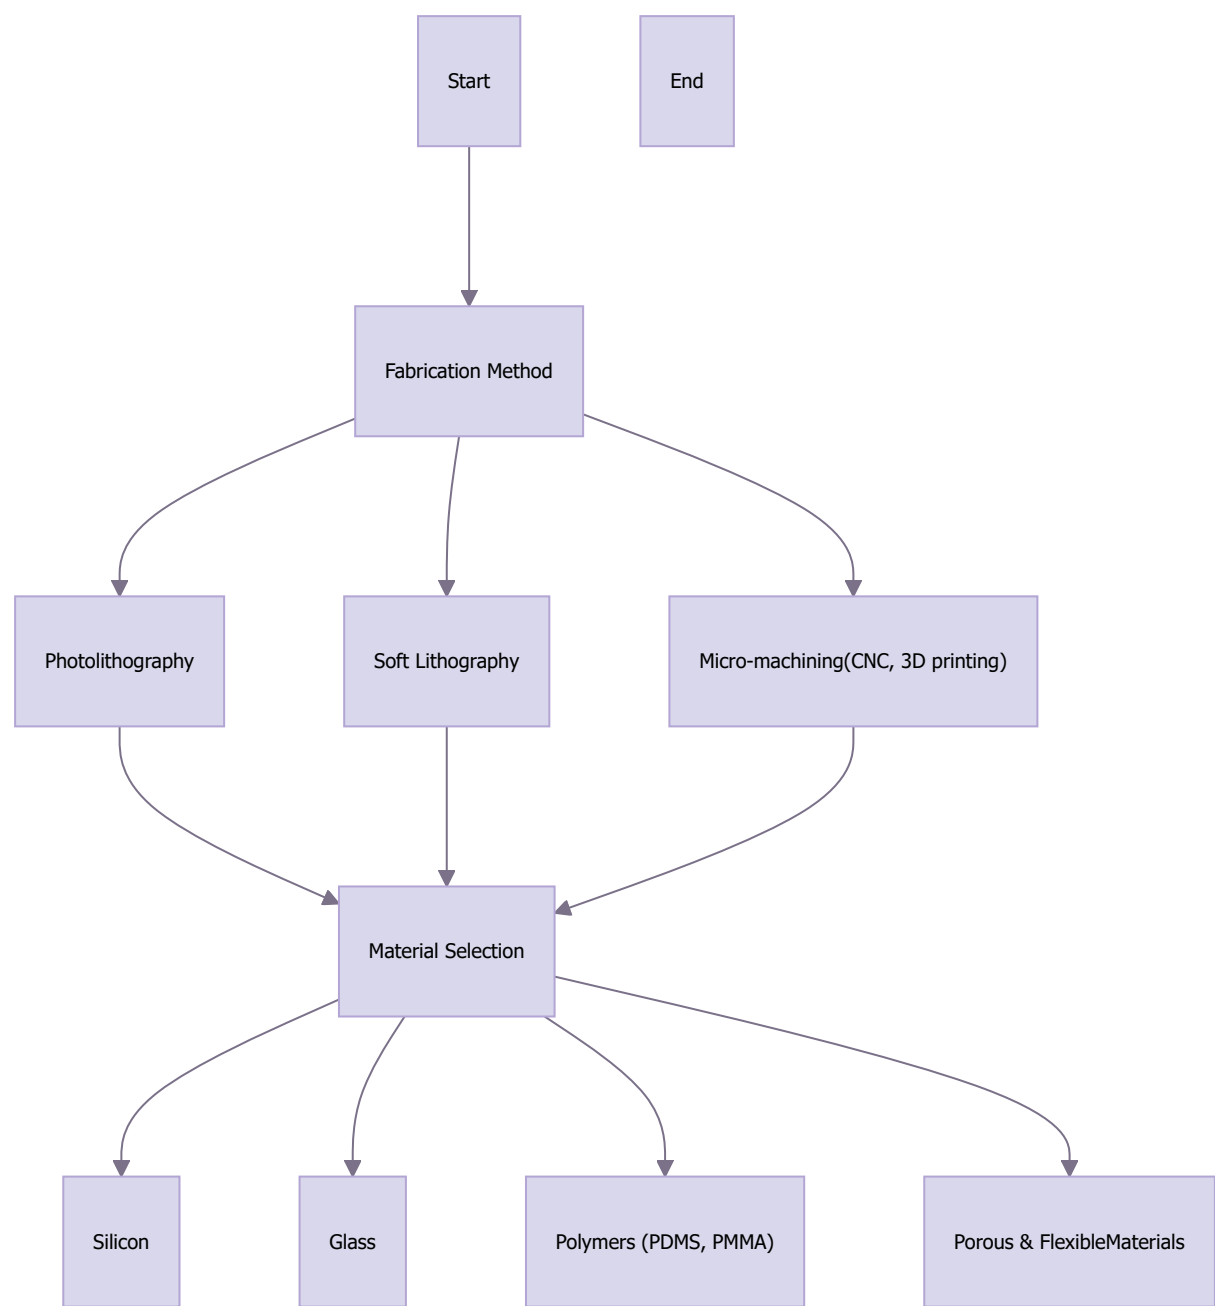 Start
End
Fabrication Method
Photolithography
Soft Lithography
Micro-machining(CNC, 3D printing)
Material Selection
Silicon
Glass
Polymers (PDMS, PMMA)
Porous & FlexibleMaterials